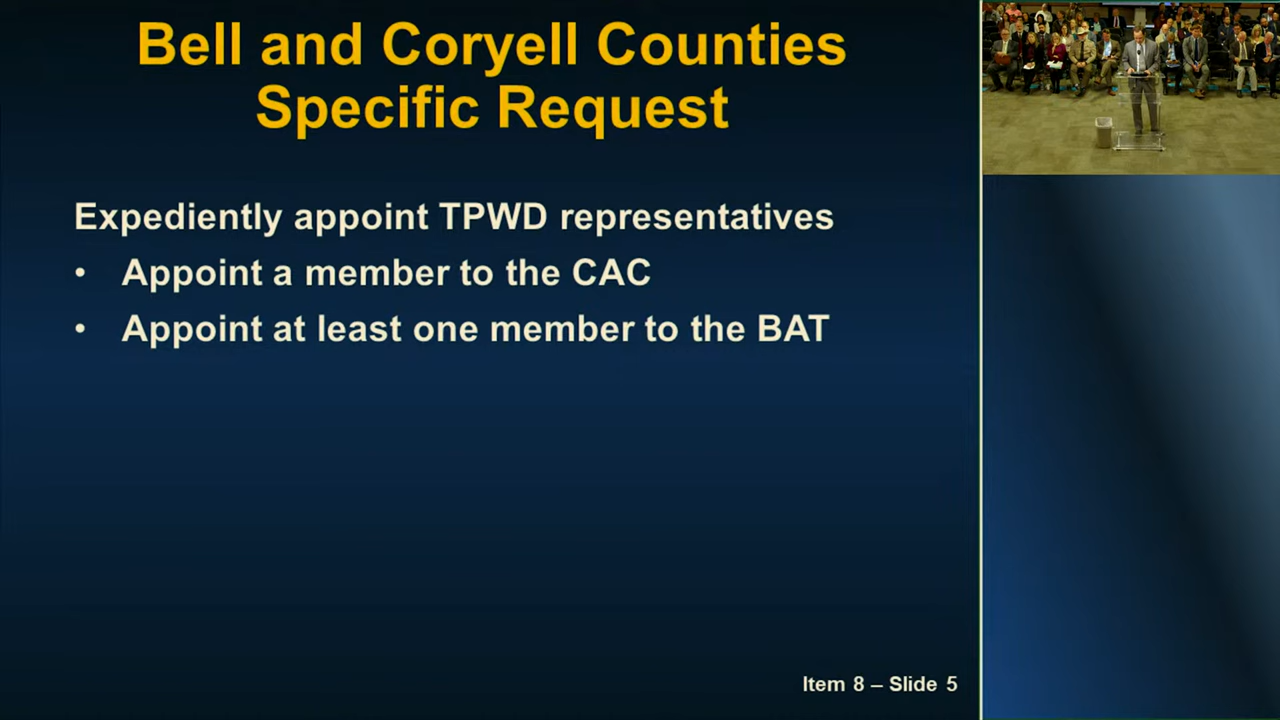 Bell and Coryell Counties
Specific Request
Expediently appoint TPWD representatives
• Appoint a member to the CAC
• Appoint at least one member to the BAT
Item 8 – Slide 5